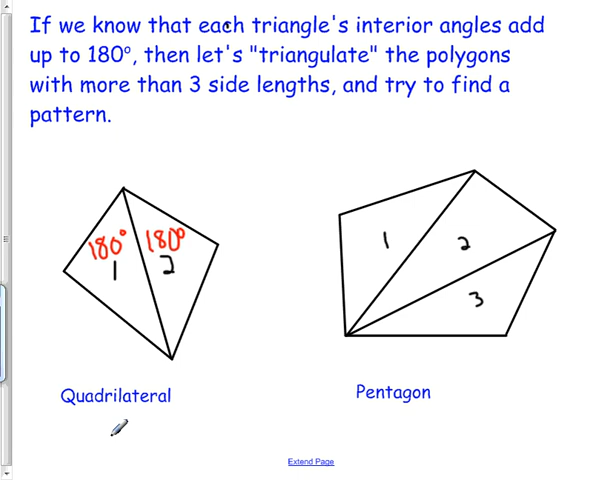 If we know that each triangle's interior angles add
up to 180°, then let's "triangulate" the polygons
with more than 3 side lengths, and try to find a
pattern.
180° 180°
1 2
1 2
3
Quadrilateral
Pentagon
Extend Page